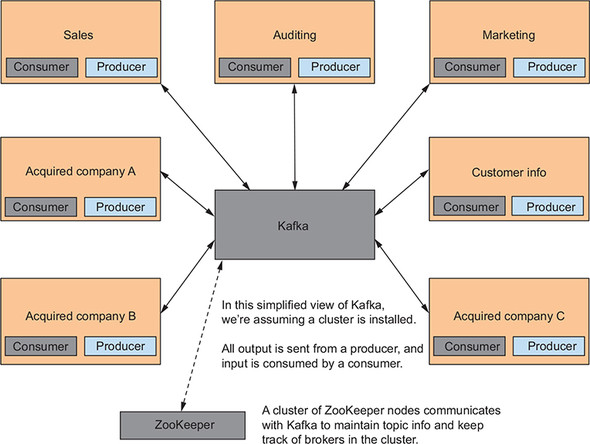 Sales
Consumer
Producer
Auditing
Consumer
Producer
Marketing
Consumer
Producer
Acquired company A
Consumer
Producer
Kafka
Customer info
Consumer
Producer
Acquired company B
Consumer
Producer
In this simplified view of Kafka,
we're assuming a cluster is installed.
All output is sent from a producer, and
input is consumed by a consumer.
Acquired company C
Consumer
Producer
ZooKeeper
A cluster of ZooKeeper nodes communicates
with Kafka to maintain topic info and keep
track of brokers in the cluster.